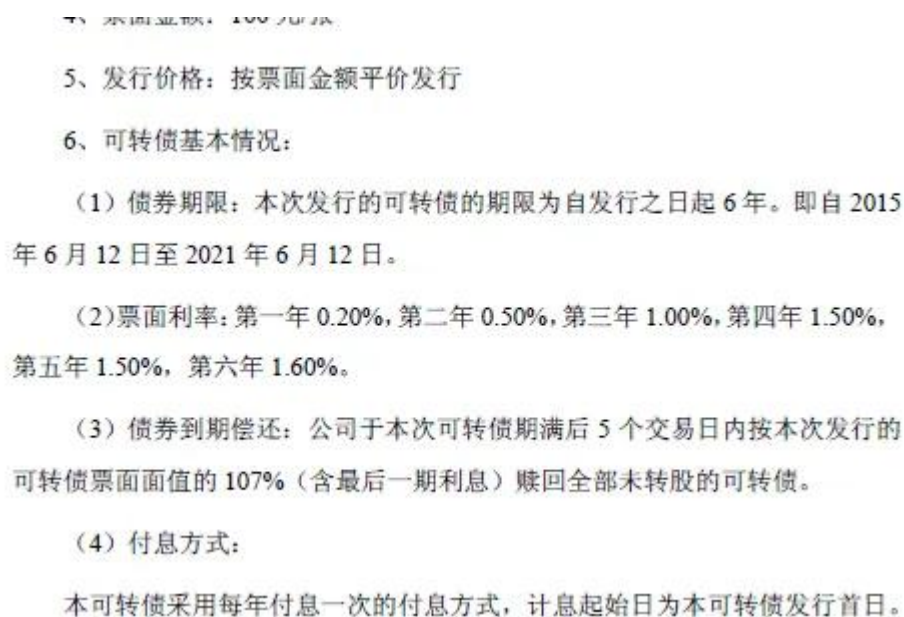 4、票面金额：100 元/张
5、发行价格：按票面金额平价发行
6、可转债基本情况：
（1）债券期限：本次发行的可转债的期限为自发行之日起 6 年。即自 2015
年 6 月 12 日至 2021 年 6 月 12 日。
（2）票面利率：第一年 0.20%，第二年 0.50%，第三年 1.00%，第四年 1.50%，
第五年 1.50%，第六年 1.60%。
（3）债券到期偿还：公司于本次可转债期满后 5 个交易日内按本次发行的
可转债票面面值的 107%（含最后一期利息）赎回全部未转股的可转债。
（4）付息方式：
本可转债采用每年付息一次的付息方式，计息起始日为本可转债发行首日。